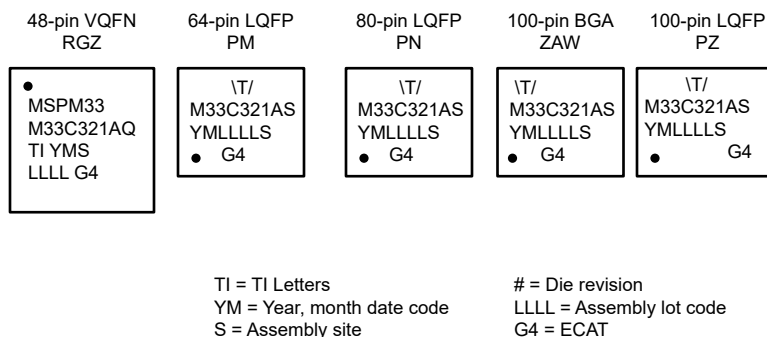 48-pin VQFN
RGZ
64-pin LQFP
PM
80-pin LQFP
PN
100-pin BGA
ZAW
100-pin LQFP
PZ
MSPM33
M33C321AQ
TI YMS
LLLL G4
\T/
M33C321AS
YMLLLLS
G4
\T/
M33C321AS
YMLLLLS
G4
\T/
M33C321AS
YMLLLLS
G4
\T/
M33C321AS
YMLLLLS
G4
TI = TI Letters
YM = Year, month date code
S = Assembly site
# = Die revision
LLLL = Assembly lot code
G4 = ECAT